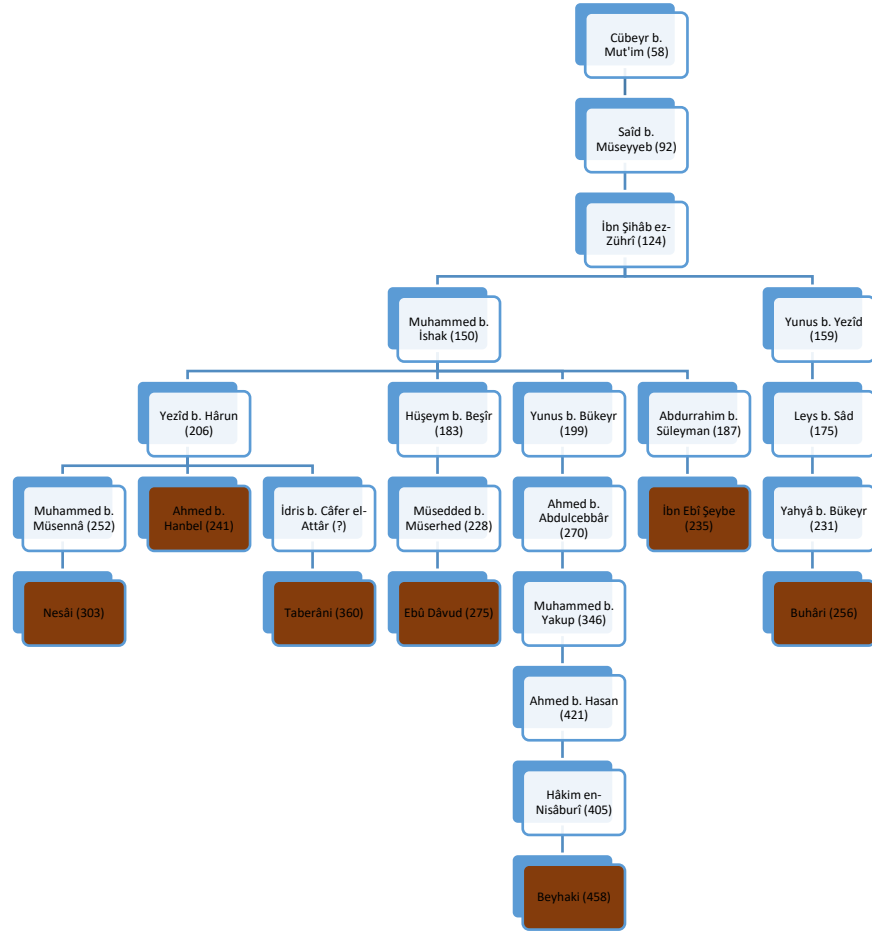 Cübeyr b.
Mut'im (58)
Saîd b.
Müseyyeb (92)
İbn Şihâb ez-
Zührî (124)
Muhammed b.
İshak (150)
Yunus b. Yezîd
(159)
Yezîd b. Hârun
(206)
Hüşeym b. Beşîr
(183)
Yunus b. Bükeyr
(199)
Abdurrahim b.
Süleyman (187)
Leys b. Sâd
(175)
Muhammed b.
Müsennâ (252)
Ahmed b.
Hanbel (241)
İdris b. Câfer el-
Attâr (?)
Müsedded b.
Müserhed (228)
Ahmed b.
Abdulcebbâr
(270)
İbn Ebî Şeybe
(235)
Yahyâ b. Bükeyr
(231)
Nesâi (303)
Taberâni (360)
Ebû Dâvud (275)
Muhammed b.
Yakup (346)
Buhâri (256)
Ahmed b. Hasan
(421)
Hâkim en-
Nisâburî (405)
Beyhaki (458)